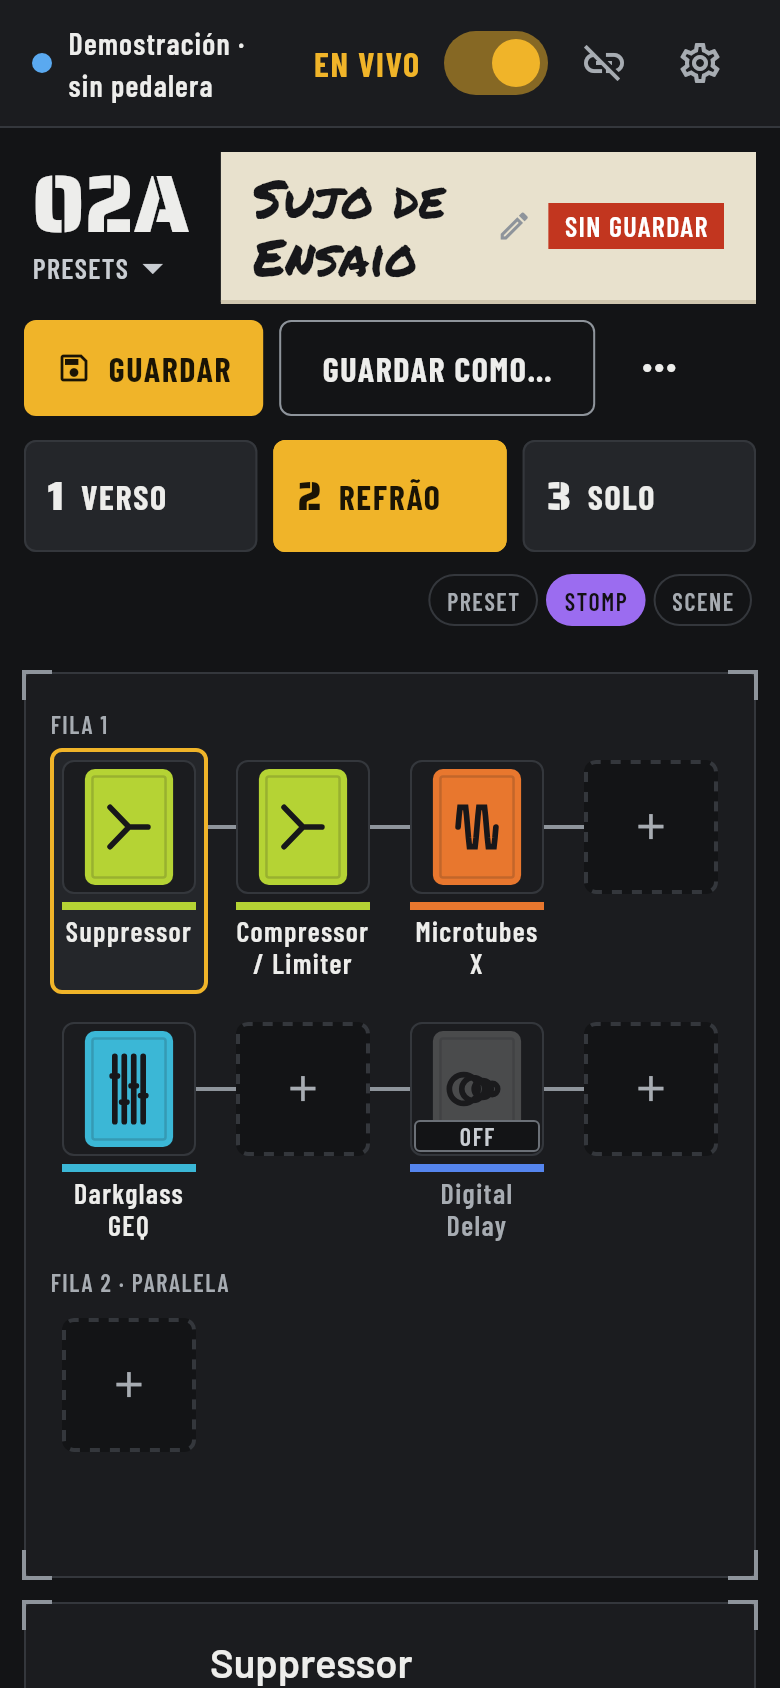 Demostración ·
sin pedalera
EN VIVO
02A
PRESETS
SUJO DE
ENSAIO
SIN GUARDAR
GUARDAR
GUARDAR COMO...
1 VERSO
2 REFRÃO
3 SOLO
PRESET
STOMP
SCENE
FILA 1
Suppressor
Compressor
/ Limiter
Microtubes
X
OFF
Darkglass
GEQ
Digital
Delay
FILA 2 · PARALELA
Suppressor